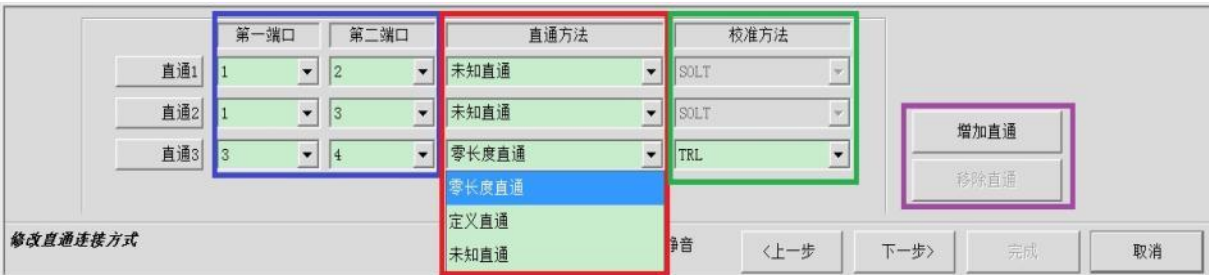 第一端口 第二端口 直通方法 校准方法
直通1 1 2 未知直通 SOLT
直通2 1 3 未知直通 SOLT
增加直通
直通3 3 4 零长度直通 TRL
零长度直通
移除直通
定义直通
未知直通
修改直通连接方式
静音 <上一步 下一步> 完成 取消